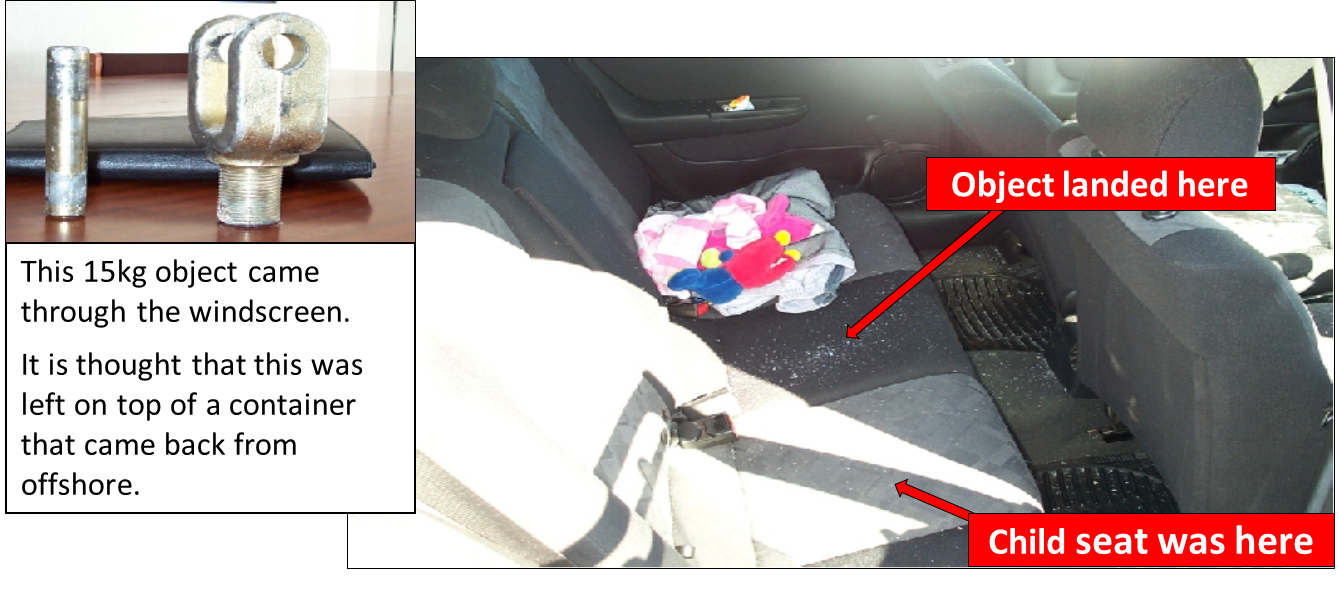 This 15kg object came
through the windscreen.
It is thought that this was
left on top of a container
that came back from
offshore.
Object landed here
Child seat was here